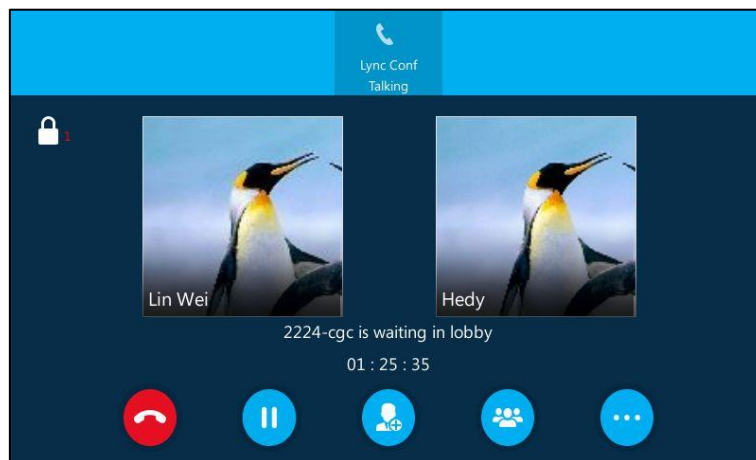 Lync Conf
Talking
1
Lin Wei
Hedy
2224-cgc is waiting in lobby
01 : 25 : 35